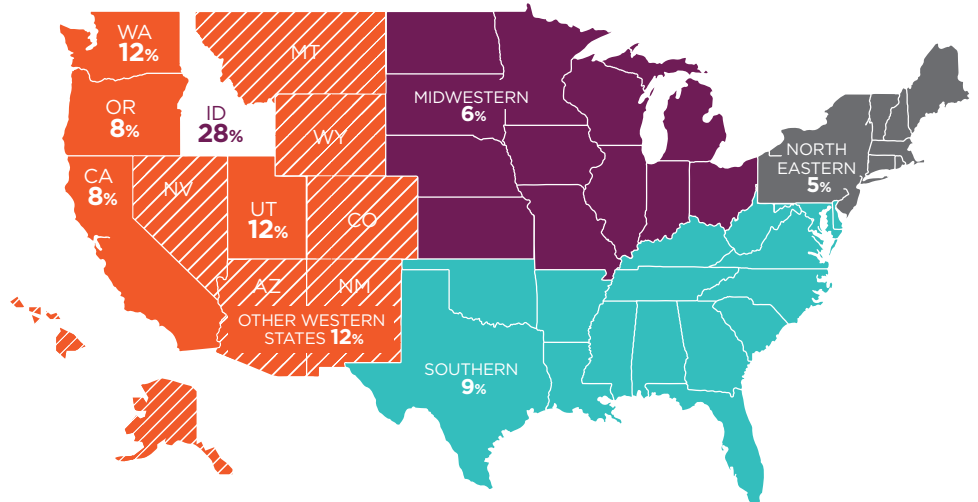 WA
12%
MT
OR
8%
ID
28%
WY
MIDWESTERN
6%
NORTH
EASTERN
5%
CA
8%
NV
UT
12%
CO
AZ
NM
OTHER WESTERN
STATES 12%
SOUTHERN
9%